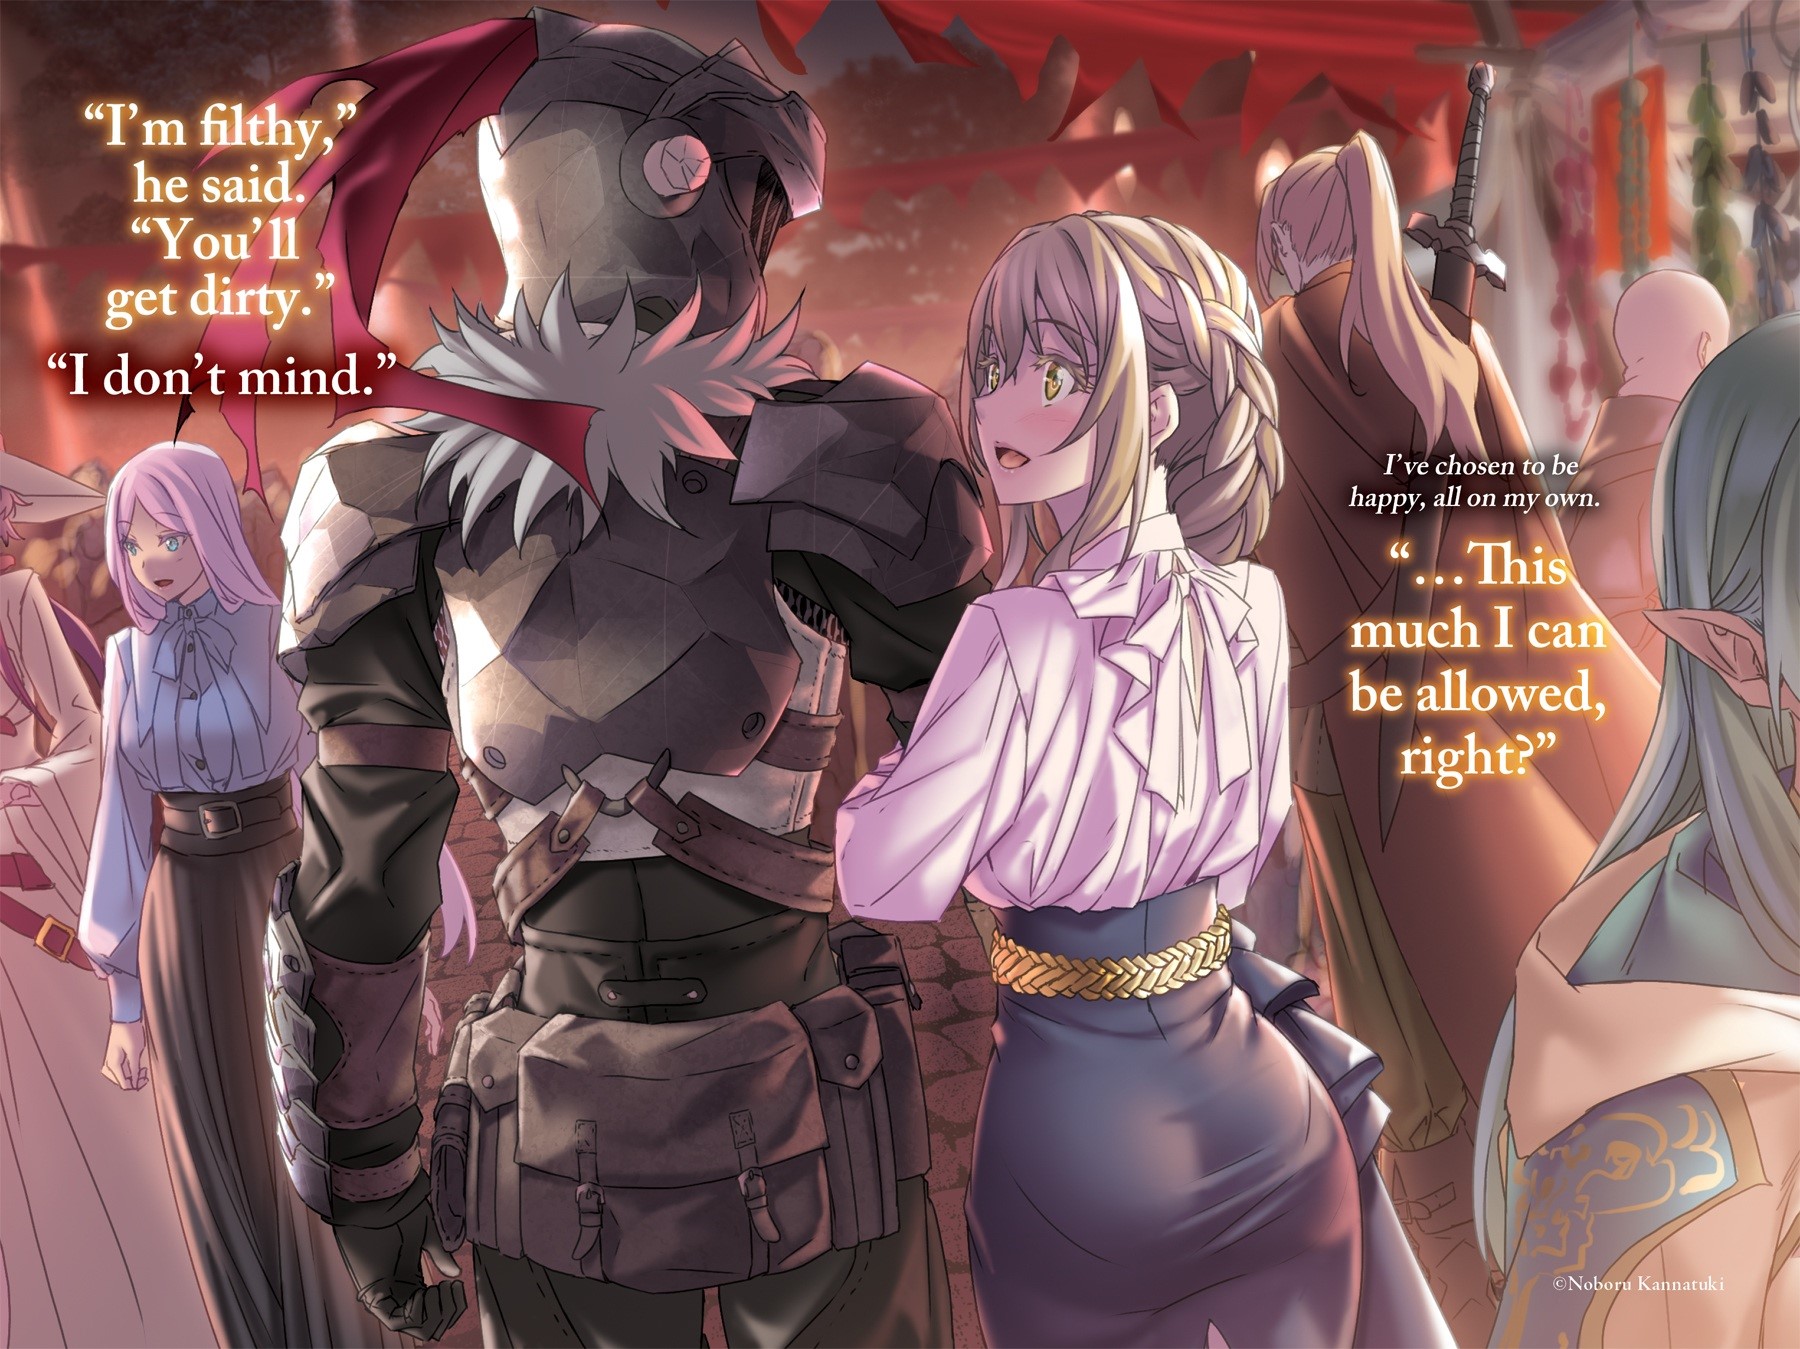 “I’m filthy,”
he said.
“You’ll
get dirty.”
“I don’t mind.”
I’ve chosen to be
happy, all on my own.
“…This
much I can
be allowed,
right?”
©Noboru Kannatuki